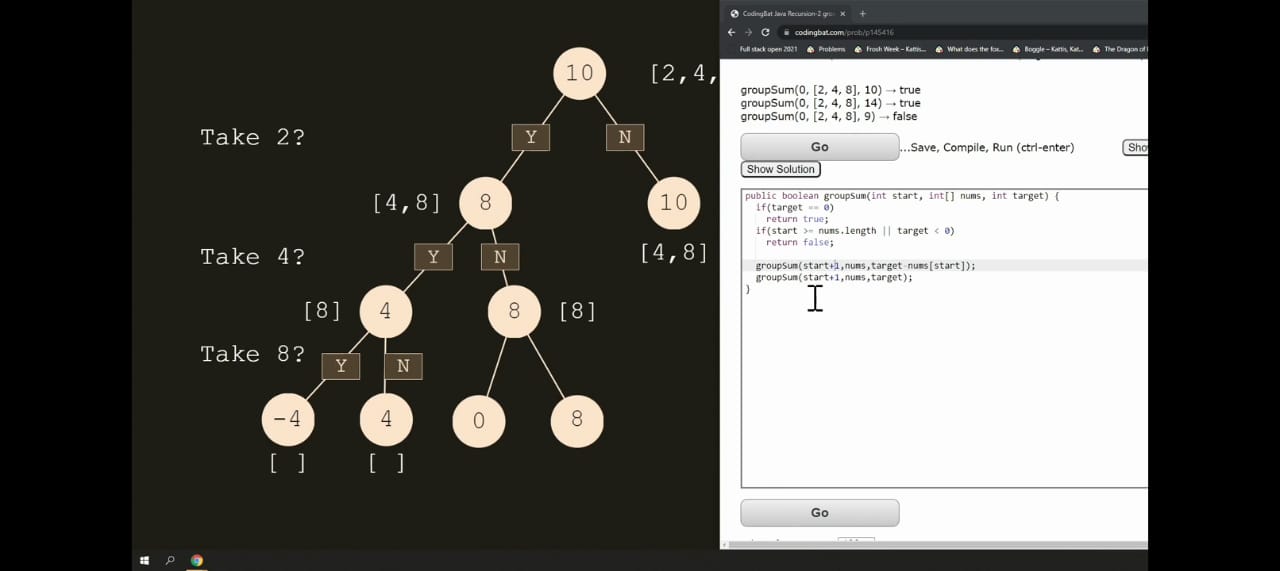 10
[2,4,
Take 2?
Y
N
[4,8]
8
10
[4,8]
Take 4?
Y
N
[8]
4
8
[8]
Take 8?
Y
N
-4
4
0
8
[ ]
[ ]
CodingBat Java Recursion-2 gro
codingbat.com/prob/p145416
Full stack open 2021
Problems
Frosh Week – Kattis...
What does the fox...
Boggle – Kattis, Kat...
The Dragon of
groupSum(0, [2, 4, 8], 10) → true
groupSum(0, [2, 4, 8], 14) → true
groupSum(0, [2, 4, 8], 9) → false
Go
...Save, Compile, Run (ctrl-enter)
Sho
Show Solution
public boolean groupSum(int start, int[] nums, int target) {
if(target == 0)
return true;
if(start >= nums.length || target < 0)
return false;
groupSum(start+1,nums,target-nums[start]);
groupSum(start+1,nums,target);
}
Go